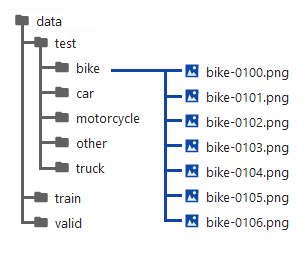 data
test
bike
car
motorcycle
other
truck
train
valid
bike-0100.png
bike-0101.png
bike-0102.png
bike-0103.png
bike-0104.png
bike-0105.png
bike-0106.png